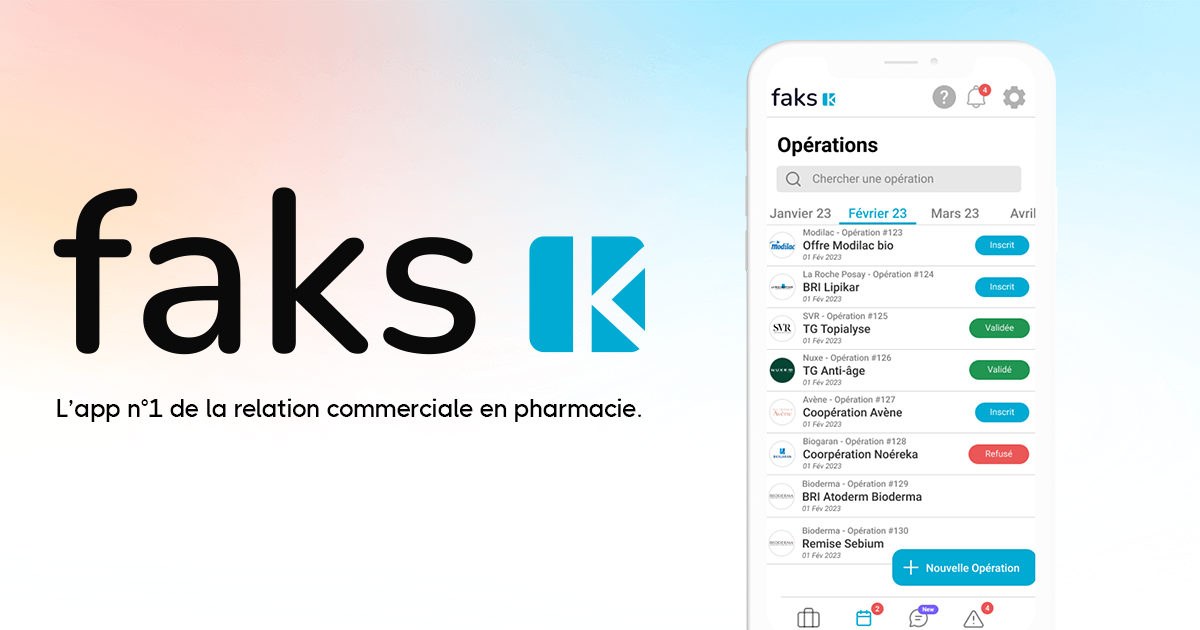 faks K
L'app n°1 de la relation commerciale en pharmacie.
faks K
?
4
Opérations
Chercher une opération
Janvier 23 Février 23 Mars 23 Avril
Modilac - Opération #123
Modilac
Offre Modilac bio
Inscrit
01 Fév 2023
La Roche Posay - Opération #124
BRI Lipikar
Inscrit
01 Fév 2023
SVR - Opération #125
SVR
TG Topialyse
Validée
01 Fév 2023
Nuxe - Opération #126
NUXE
TG Anti-âge
Validé
01 Fév 2023
Avène - Opération #127
Avène
Coopération Avène
Inscrit
01 Fév 2023
Biogaran - Opération #128
BIOGARAN
Coorpération Noéreka
Refusé
01 Fév 2023
Bioderma - Opération #129
BIODERMA
BRI Atoderm Bioderma
01 Fév 2023
Bioderma - Opération #130
BIODERMA
Remise Sebium
01 Fév 2023
+ Nouvelle Opération
2 New 4